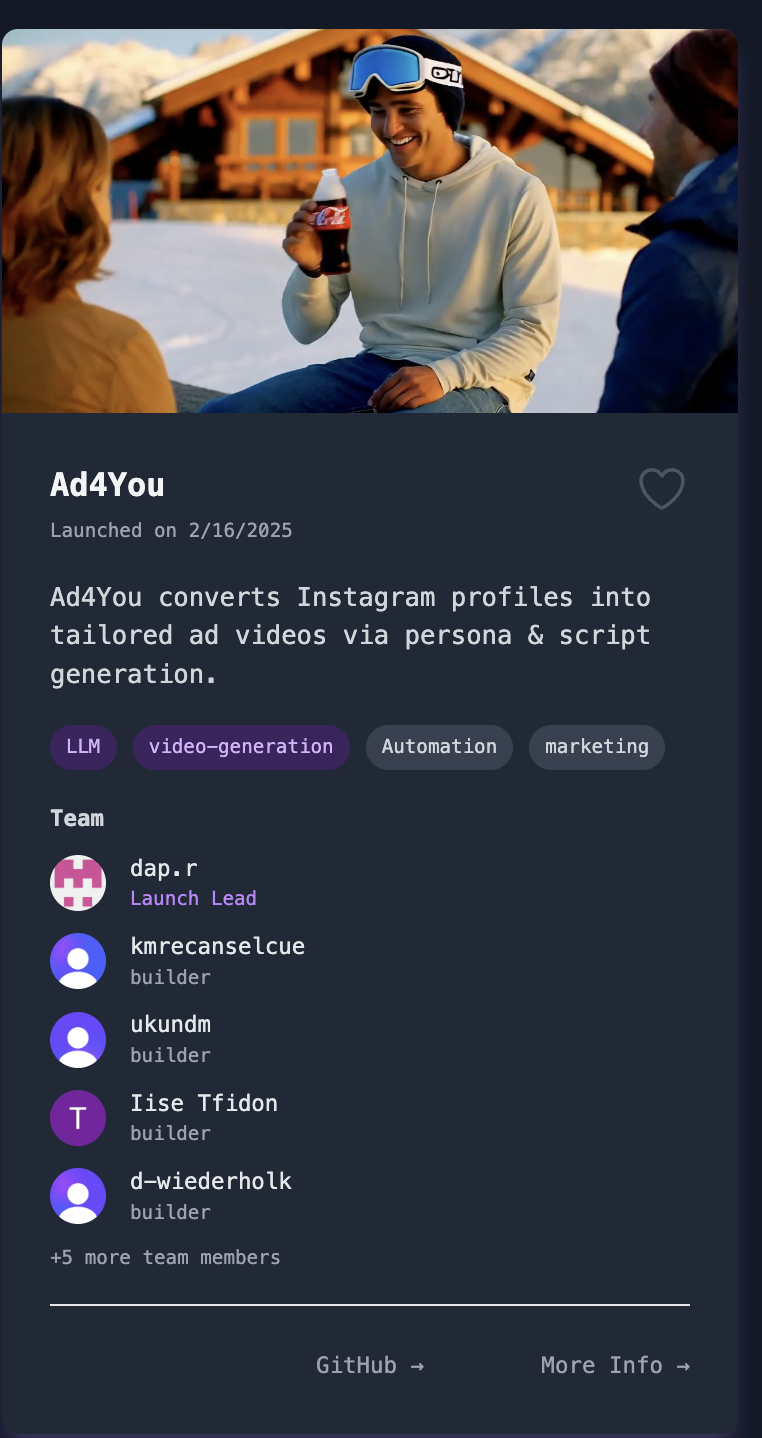 Ad4You
Launched on 2/16/2025
Ad4You converts Instagram profiles into
tailored ad videos via persona & script
generation.
LLM
video-generation
Automation
marketing
Team
dap.r
Launch Lead
kmrecanselcue
builder
ukundm
builder
T
Iise Tfidon
builder
d-wiederholk
builder
+5 more team members
GitHub →
More Info →